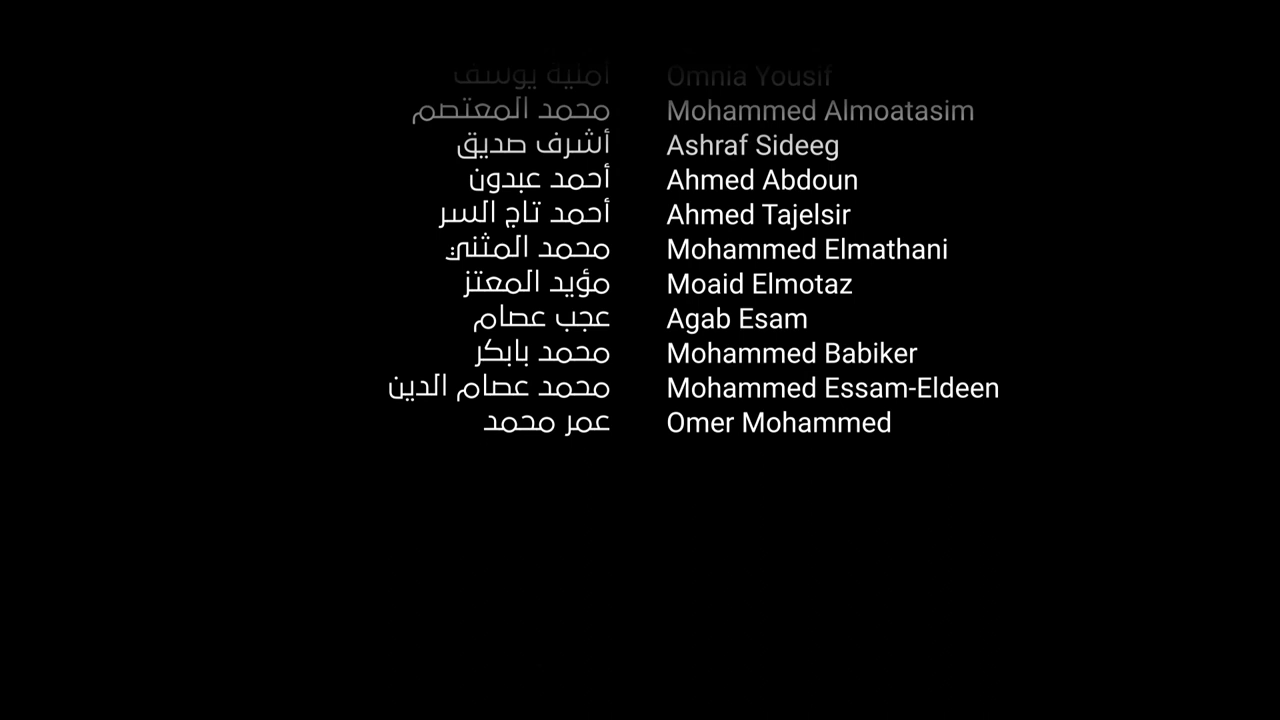 أمنية يوسف Omnia Yousif
محمد المعتصم Mohammed Almoatasim
أشرف صديق Ashraf Sideeg
أحمد عبدون Ahmed Abdoun
أحمد تاج السر Ahmed Tajelsir
محمد المثني Mohammed Elmathani
مؤيد المعتز Moaid Elmotaz
عجب عصام Agab Esam
محمد بابكر Mohammed Babiker
محمد عصام الدين Mohammed Essam-Eldeen
عمر محمد Omer Mohammed